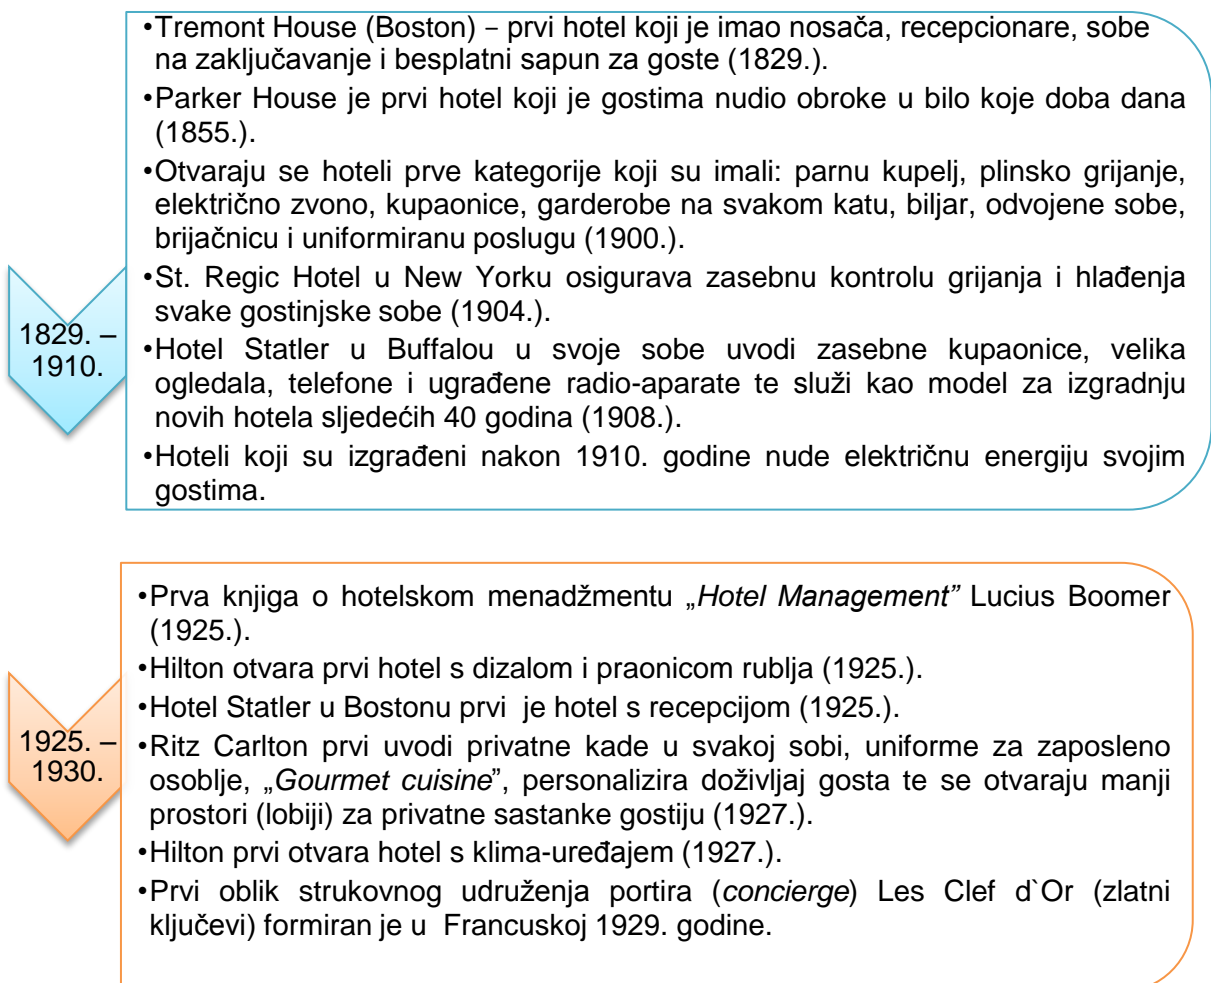 •Tremont House (Boston) – prvi hotel koji je imao nosača, recepcionare, sobe
na zaključavanje i besplatni sapun za goste (1829.).
•Parker House je prvi hotel koji je gostima nudio obroke u bilo koje doba dana
(1855.).
•Otvaraju se hoteli prve kategorije koji su imali: parnu kupelj, plinsko grijanje,
električno zvono, kupaonice, garderobe na svakom katu, biljar, odvojene sobe,
brijačnicu i uniformiranu poslugu (1900.).
•St. Regic Hotel u New Yorku osigurava zasebnu kontrolu grijanja i hlađenja
svake gostinjske sobe (1904.).
1829. –
1910.
•Hotel Statler u Buffalou u svoje sobe uvodi zasebne kupaonice, velika
ogledala, telefone i ugrađene radio-aparate te služi kao model za izgradnju
novih hotela sljedećih 40 godina (1908.).
•Hoteli koji su izgrađeni nakon 1910. godine nude električnu energiju svojim
gostima.
•Prva knjiga o hotelskom menadžmentu „Hotel Management” Lucius Boomer
(1925.).
•Hilton otvara prvi hotel s dizalom i praonicom rublja (1925.).
•Hotel Statler u Bostonu prvi  je hotel s recepcijom (1925.).
1925. –
1930.
•Ritz Carlton prvi uvodi privatne kade u svakoj sobi, uniforme za zaposleno
osoblje, „Gourmet cuisine”, personalizira doživljaj gosta te se otvaraju manji
prostori (lobiji) za privatne sastanke gostiju (1927.).
•Hilton prvi otvara hotel s klima-uređajem (1927.).
•Prvi oblik strukovnog udruženja portira (concierge) Les Clef d`Or (zlatni
ključevi) formiran je u  Francuskoj 1929. godine.